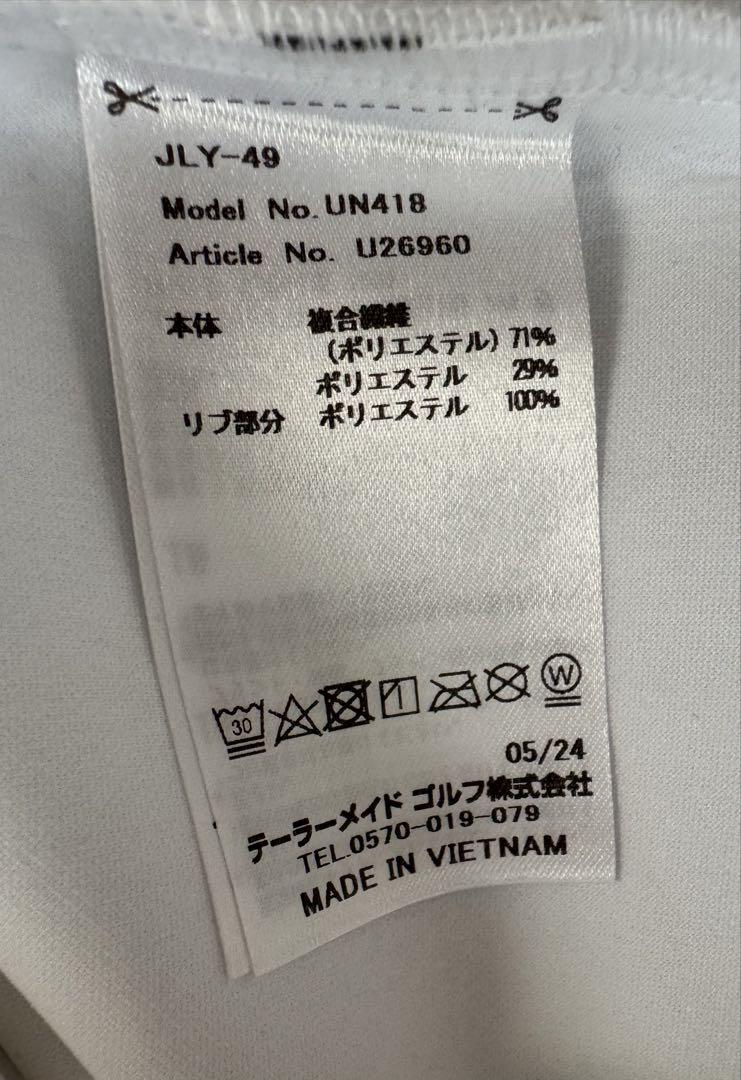 JLY-49
Model No. UN418
Article No. U26960
本体 複合繊維
(ポリエステル) 71%
ポリエステル 29%
リブ部分 ポリエステル 100%
30
W
05/24
テーラーメイド ゴルフ株式会社
TEL.0570-019-079
MADE IN VIETNAM